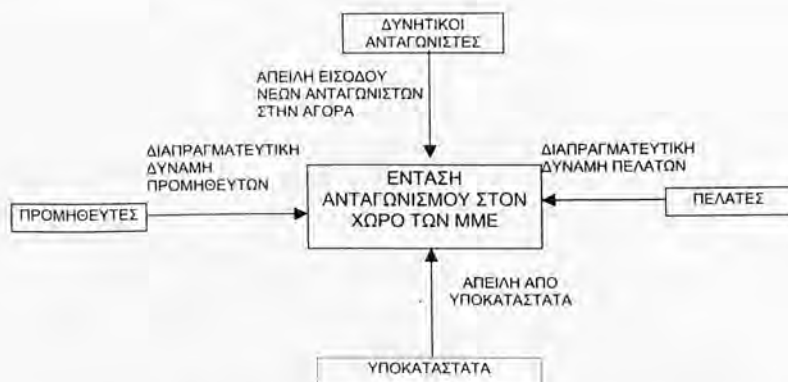 ΔΥΝΗΤΙΚΟΙ
ΑΝΤΑΓΩΝΙΣΤΕΣ
ΑΠΕΙΛΗ ΕΙΣΟΔΟΥ
ΝΕΩΝ ΑΝΤΑΓΩΝΙΣΤΩΝ
ΣΤΗΝ ΑΓΟΡΑ
ΔΙΑΠΡΑΓΜΑΤΕΥΤΙΚΗ
ΔΥΝΑΜΗ
ΠΡΟΜΗΘΕΥΤΩΝ
ΔΙΑΠΡΑΓΜΑΤΕΥΤΙΚΗ
ΔΥΝΑΜΗ ΠΕΛΑΤΩΝ
ΠΡΟΜΗΘΕΥΤΕΣ
ΕΝΤΑΣΗ
ΑΝΤΑΓΩΝΙΣΜΟΥ ΣΤΟΝ
ΧΩΡΟ ΤΩΝ ΜΜΕ
ΠΕΛΑΤΕΣ
ΑΠΕΙΛΗ ΑΠΟ
ΥΠΟΚΑΤΑΣΤΑΤΑ
ΥΠΟΚΑΤΑΣΤΑΤΑ